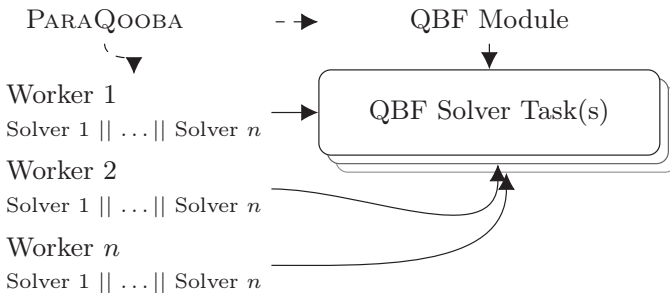 ParaQooba
QBF Module
Worker 1
Solver 1 || ...|| Solver n
QBF Solver Task(s)
Worker 2
Solver 1 || ...|| Solver n
Worker n
Solver 1 || ...|| Solver n